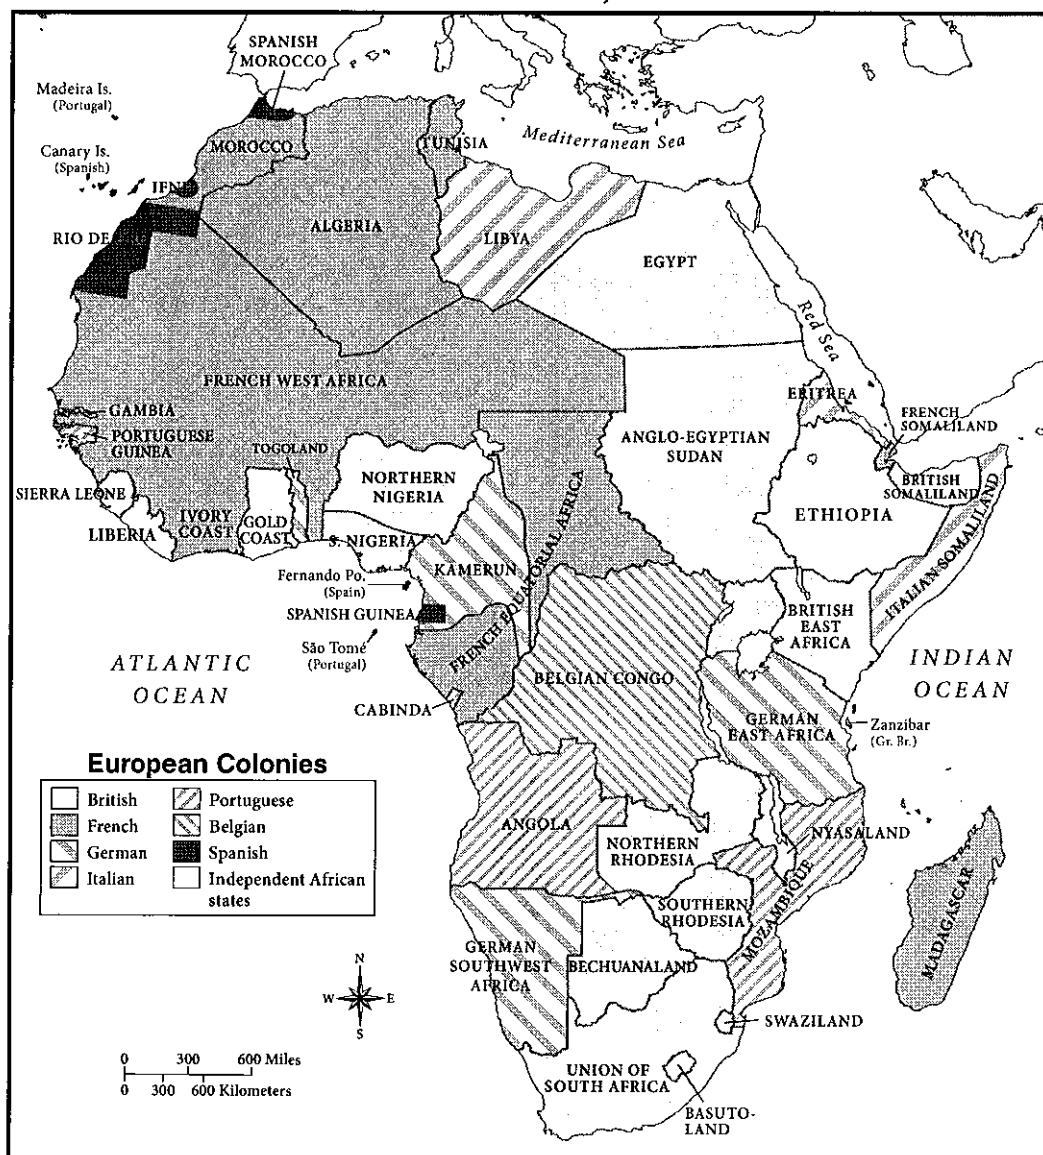 SPANISH
MOROCCO
Madeira Is.
(Portugal)
Mediterranean Sea
MOROCCO
TUNISIA
Canary Is.
(Spanish)
IFNI
RIO DE
ALGERIA
LIBYA
EGYPT
Red Sea
FRENCH WEST AFRICA
ERITREA
GAMBIA
FRENCH
SOMALILAND
PORTUGUESE
GUINEA
TOGOLAND
ANGLO-EGYPTIAN
SUDAN
NORTHERN
NIGERIA
BRITISH
SOMALILAND
SIERRA LEONE
IVORY
COAST
GOLD
COAST
ETHIOPIA
LIBERIA
S. NIGERIA
ITALIAN SOMALILAND
KAMERUN
FRENCH EQUATORIAL AFRICA
Fernando Po.
(Spain)
SPANISH GUINEA
BRITISH
EAST
AFRICA
São Tomé
(Portugal)
ATLANTIC
OCEAN
INDIAN
OCEAN
BELGIAN CONGO
CABINDA
GERMAN
EAST AFRICA
Zanzibar
(Gr. Br.)
European Colonies
British
French
German
Italian
Portuguese
Belgian
Spanish
Independent African
states
ANGOLA
NYASALAND
NORTHERN
RHODESIA
MOZAMBIQUE
SOUTHERN
RHODESIA
MADAGASCAR
GERMAN
SOUTHWEST
AFRICA
BECHUANALAND
N
W
E
S
SWAZILAND
0 300 600 Miles
0 300 600 Kilometers
UNION OF
SOUTH AFRICA
BASUTO-
LAND